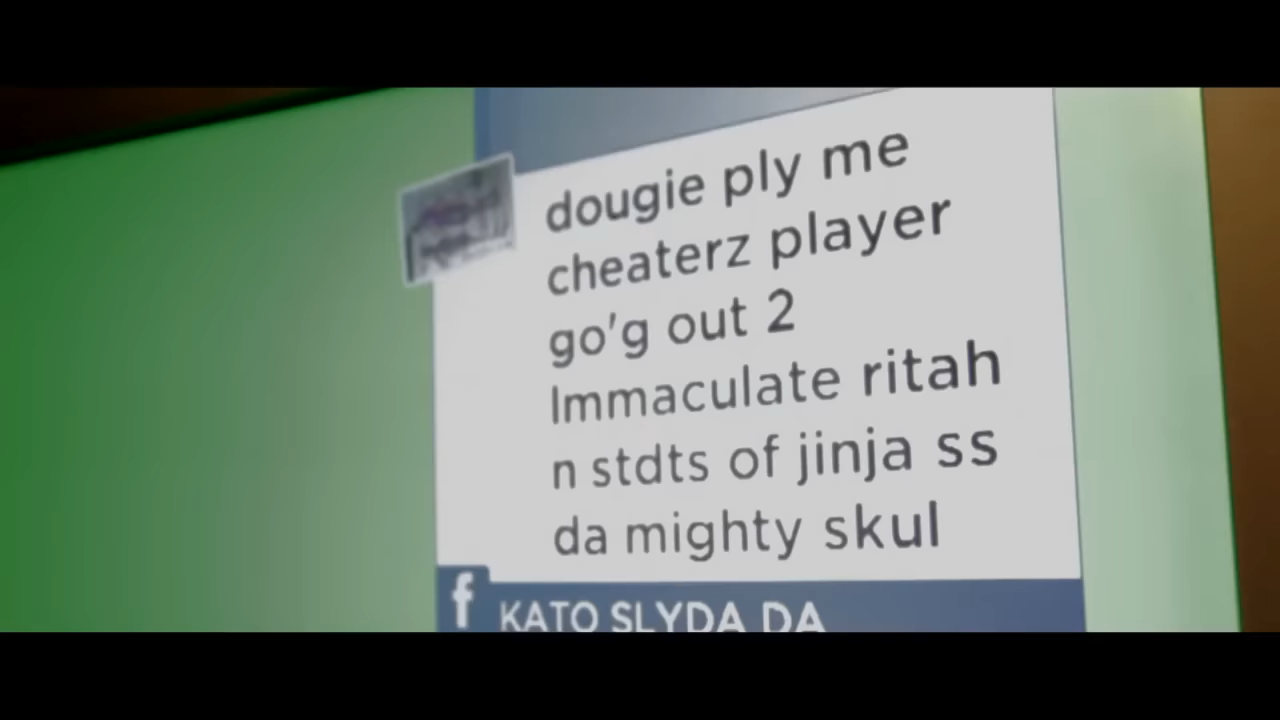 dougie ply me
cheaterz player
go'g out 2
Immaculate ritah
n stdts of jinja ss
da mighty skul
f KATO SLYDA DA